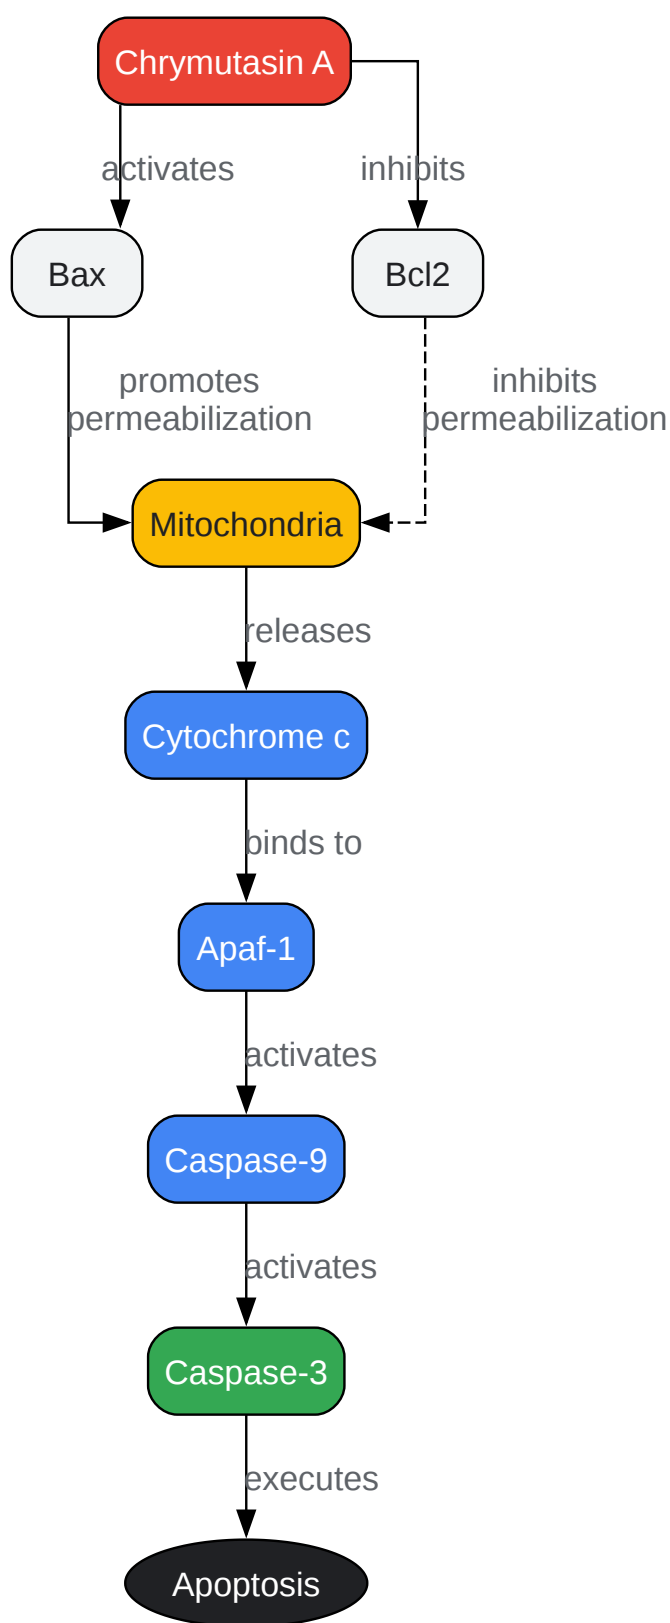 Chrymutasin A
activates
inhibits
Bax
Bcl2
promotes
permeabilization
inhibits
permeabilization
Mitochondria
releases
Cytochrome c
binds to
Apaf-1
activates
Caspase-9
activates
Caspase-3
executes
Apoptosis